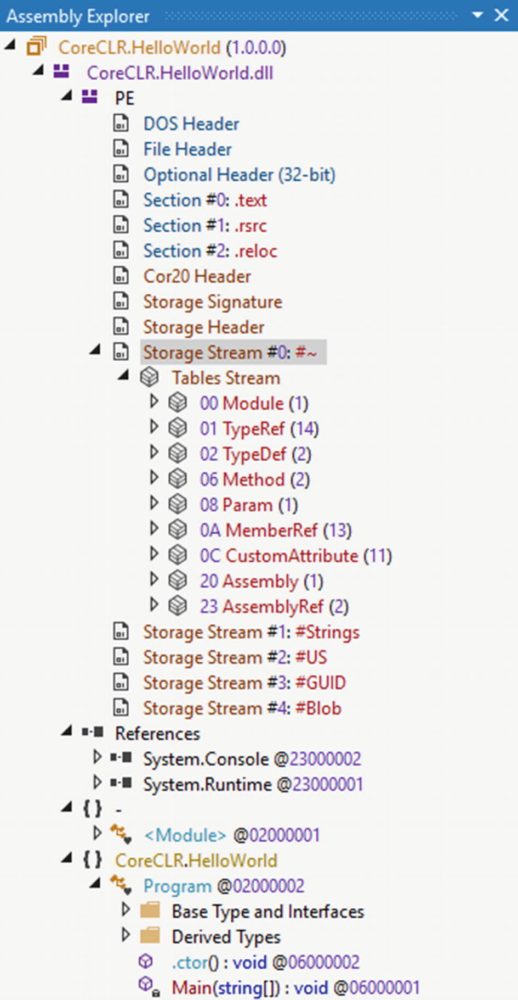 Assembly Explorer
CoreCLR.HelloWorld (1.0.0.0)
CoreCLR.HelloWorld.dll
PE
DOS Header
File Header
Optional Header (32-bit)
Section #0: .text
Section #1: .rsrc
Section #2: .reloc
Cor20 Header
Storage Signature
Storage Header
Storage Stream #0: #~
Tables Stream
00 Module (1)
01 TypeRef (14)
02 TypeDef (2)
06 Method (2)
08 Param (1)
0A MemberRef (13)
0C CustomAttribute (11)
20 Assembly (1)
23 AssemblyRef (2)
Storage Stream #1: #Strings
Storage Stream #2: #US
Storage Stream #3: #GUID
Storage Stream #4: #Blob
References
System.Console @23000002
System.Runtime @23000001
{ } -
<Module> @02000001
{ } CoreCLR.HelloWorld
Program @02000002
Base Type and Interfaces
Derived Types
.ctor() : void @06000002
Main(string[]) : void @06000001